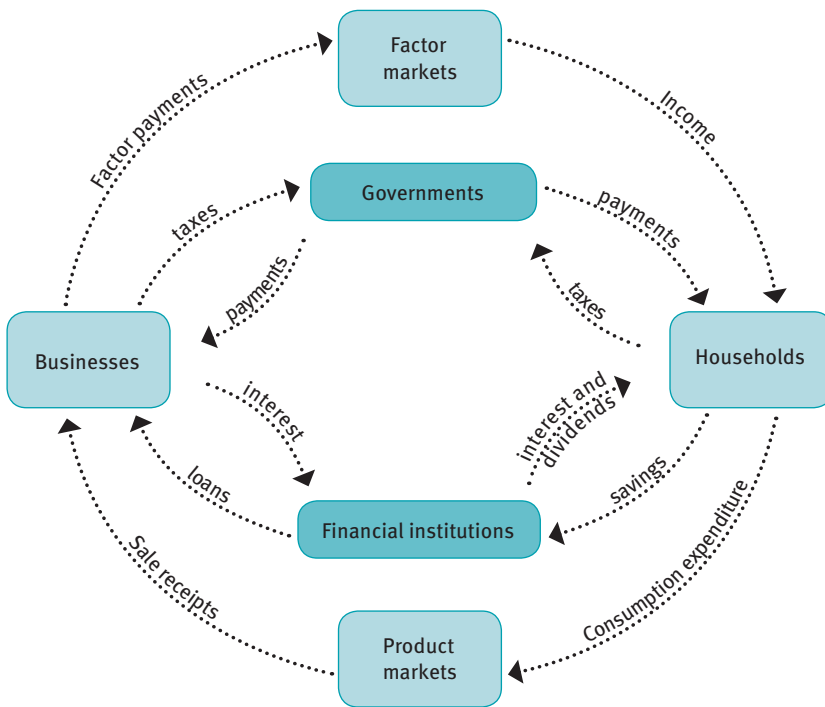 Factor
markets
Factor payments
Income
Governments
taxes
payments
payments
taxes
Businesses
Households
interest
interest and
dividends
loans
savings
Financial institutions
Sale receipts
Consumption expenditure
Product
markets